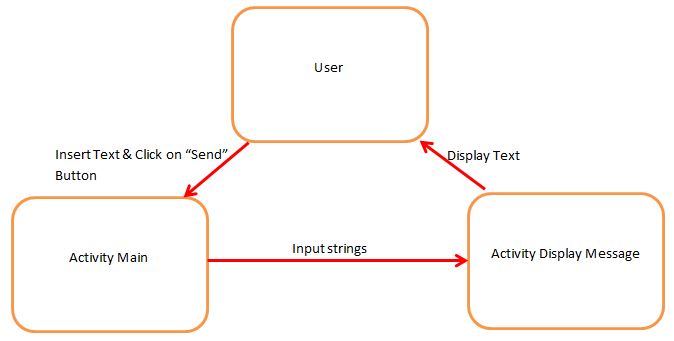 User
Insert Text & Click on “Send”
Button
Display Text
Activity Main
Input strings
Activity Display Message